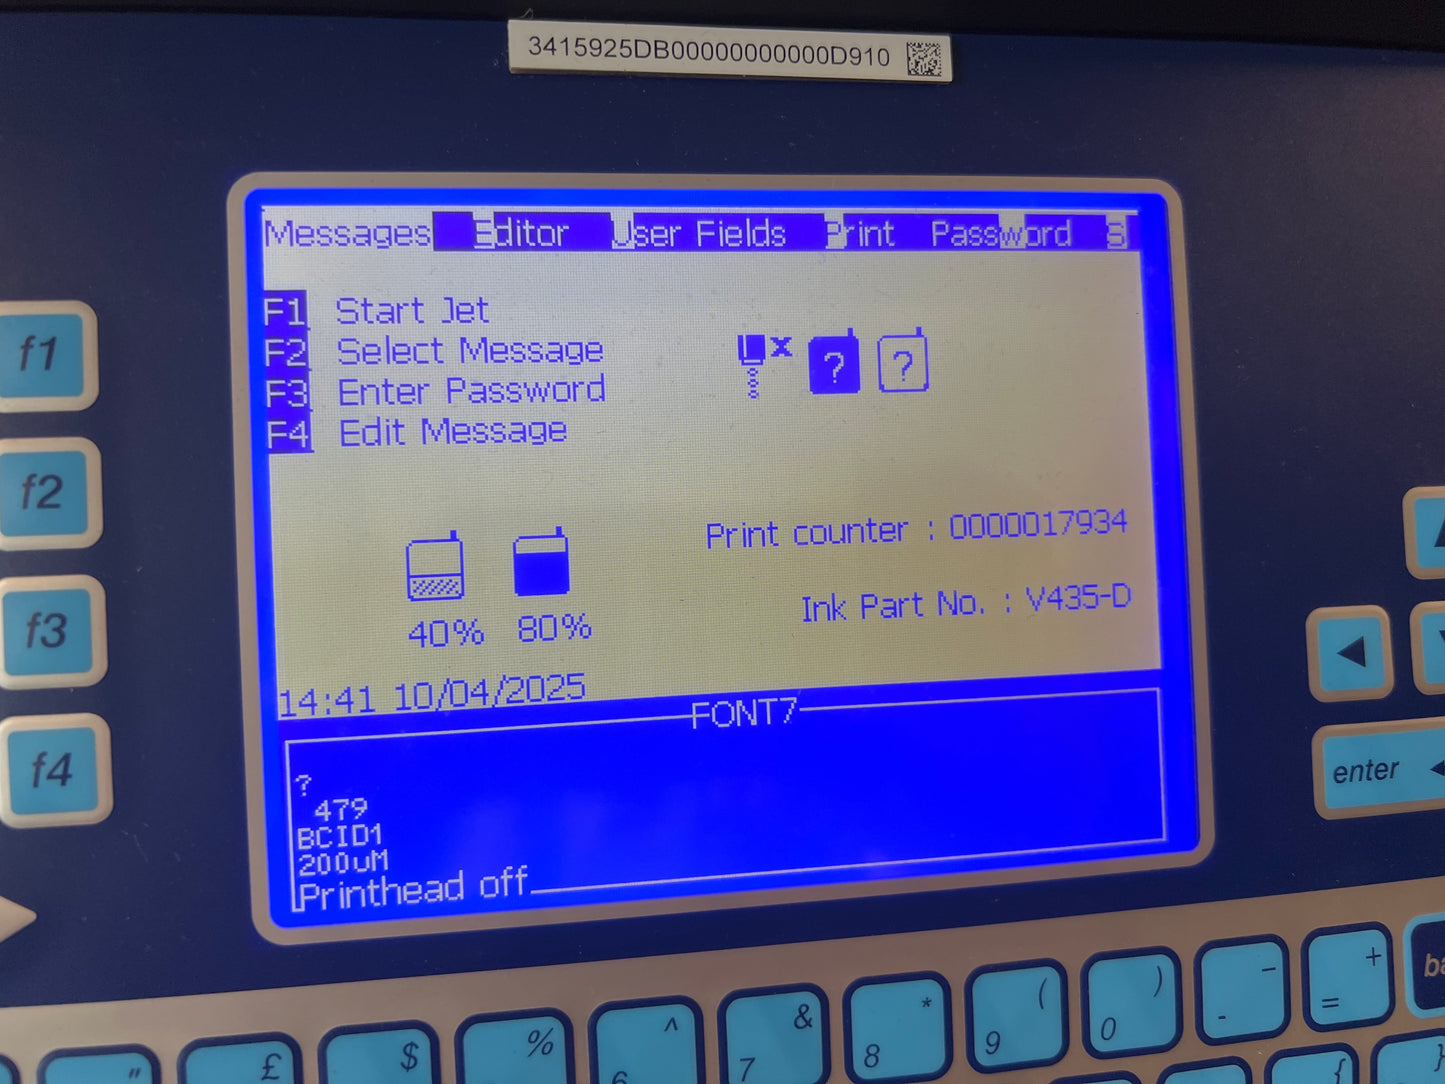 3415925DB00000000000D910
Messages Editor User Fields Print Password S
F1 Start Jet
F2 Select Message
F3 Enter Password
F4 Edit Message
x ? ?
Print counter : 0000017934
Ink Part No. : V435-D
40% 80%
14:41 10/04/2025
FONT7
?
479
BCID1
200uM
Printhead off
f1
f2
f3
f4
enter
ba
" £ $ % ^ & * ( ) _ +
6 7 8 9 0 - =
{ }